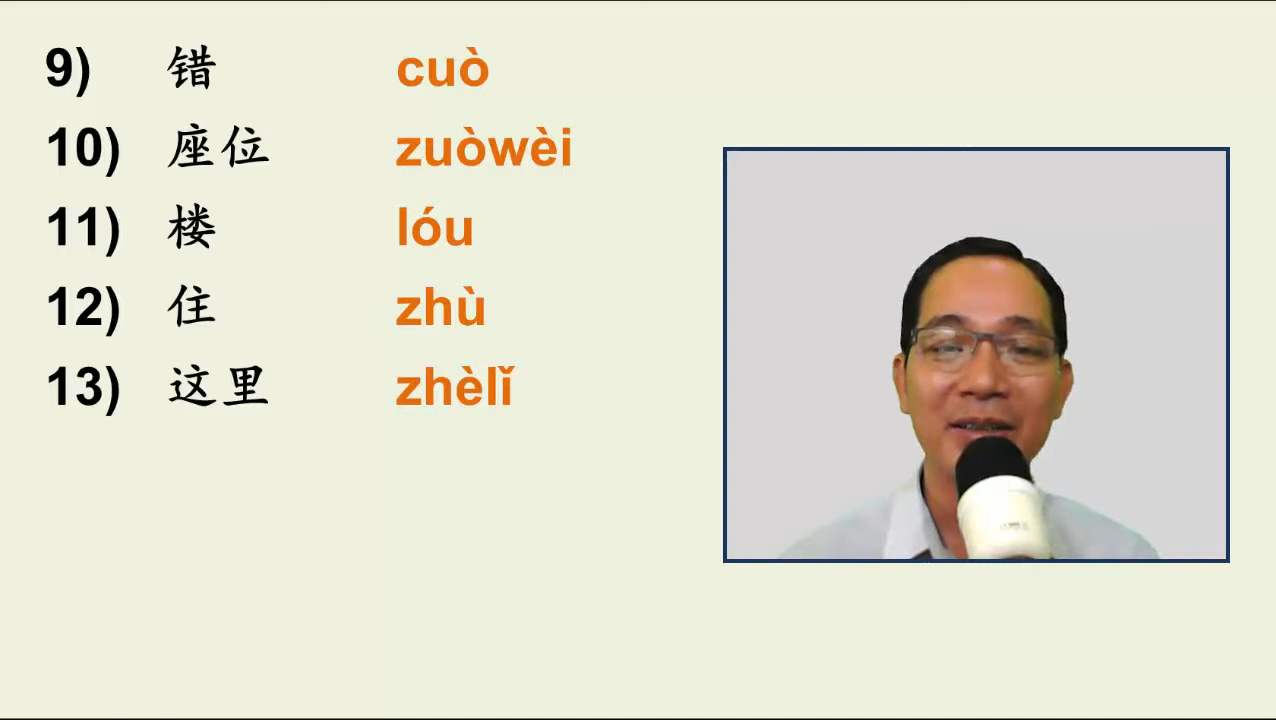 9) 错 cuò
10) 座位 zuòwèi
11) 楼 lóu
12) 住 zhù
13) 这里 zhèlǐ